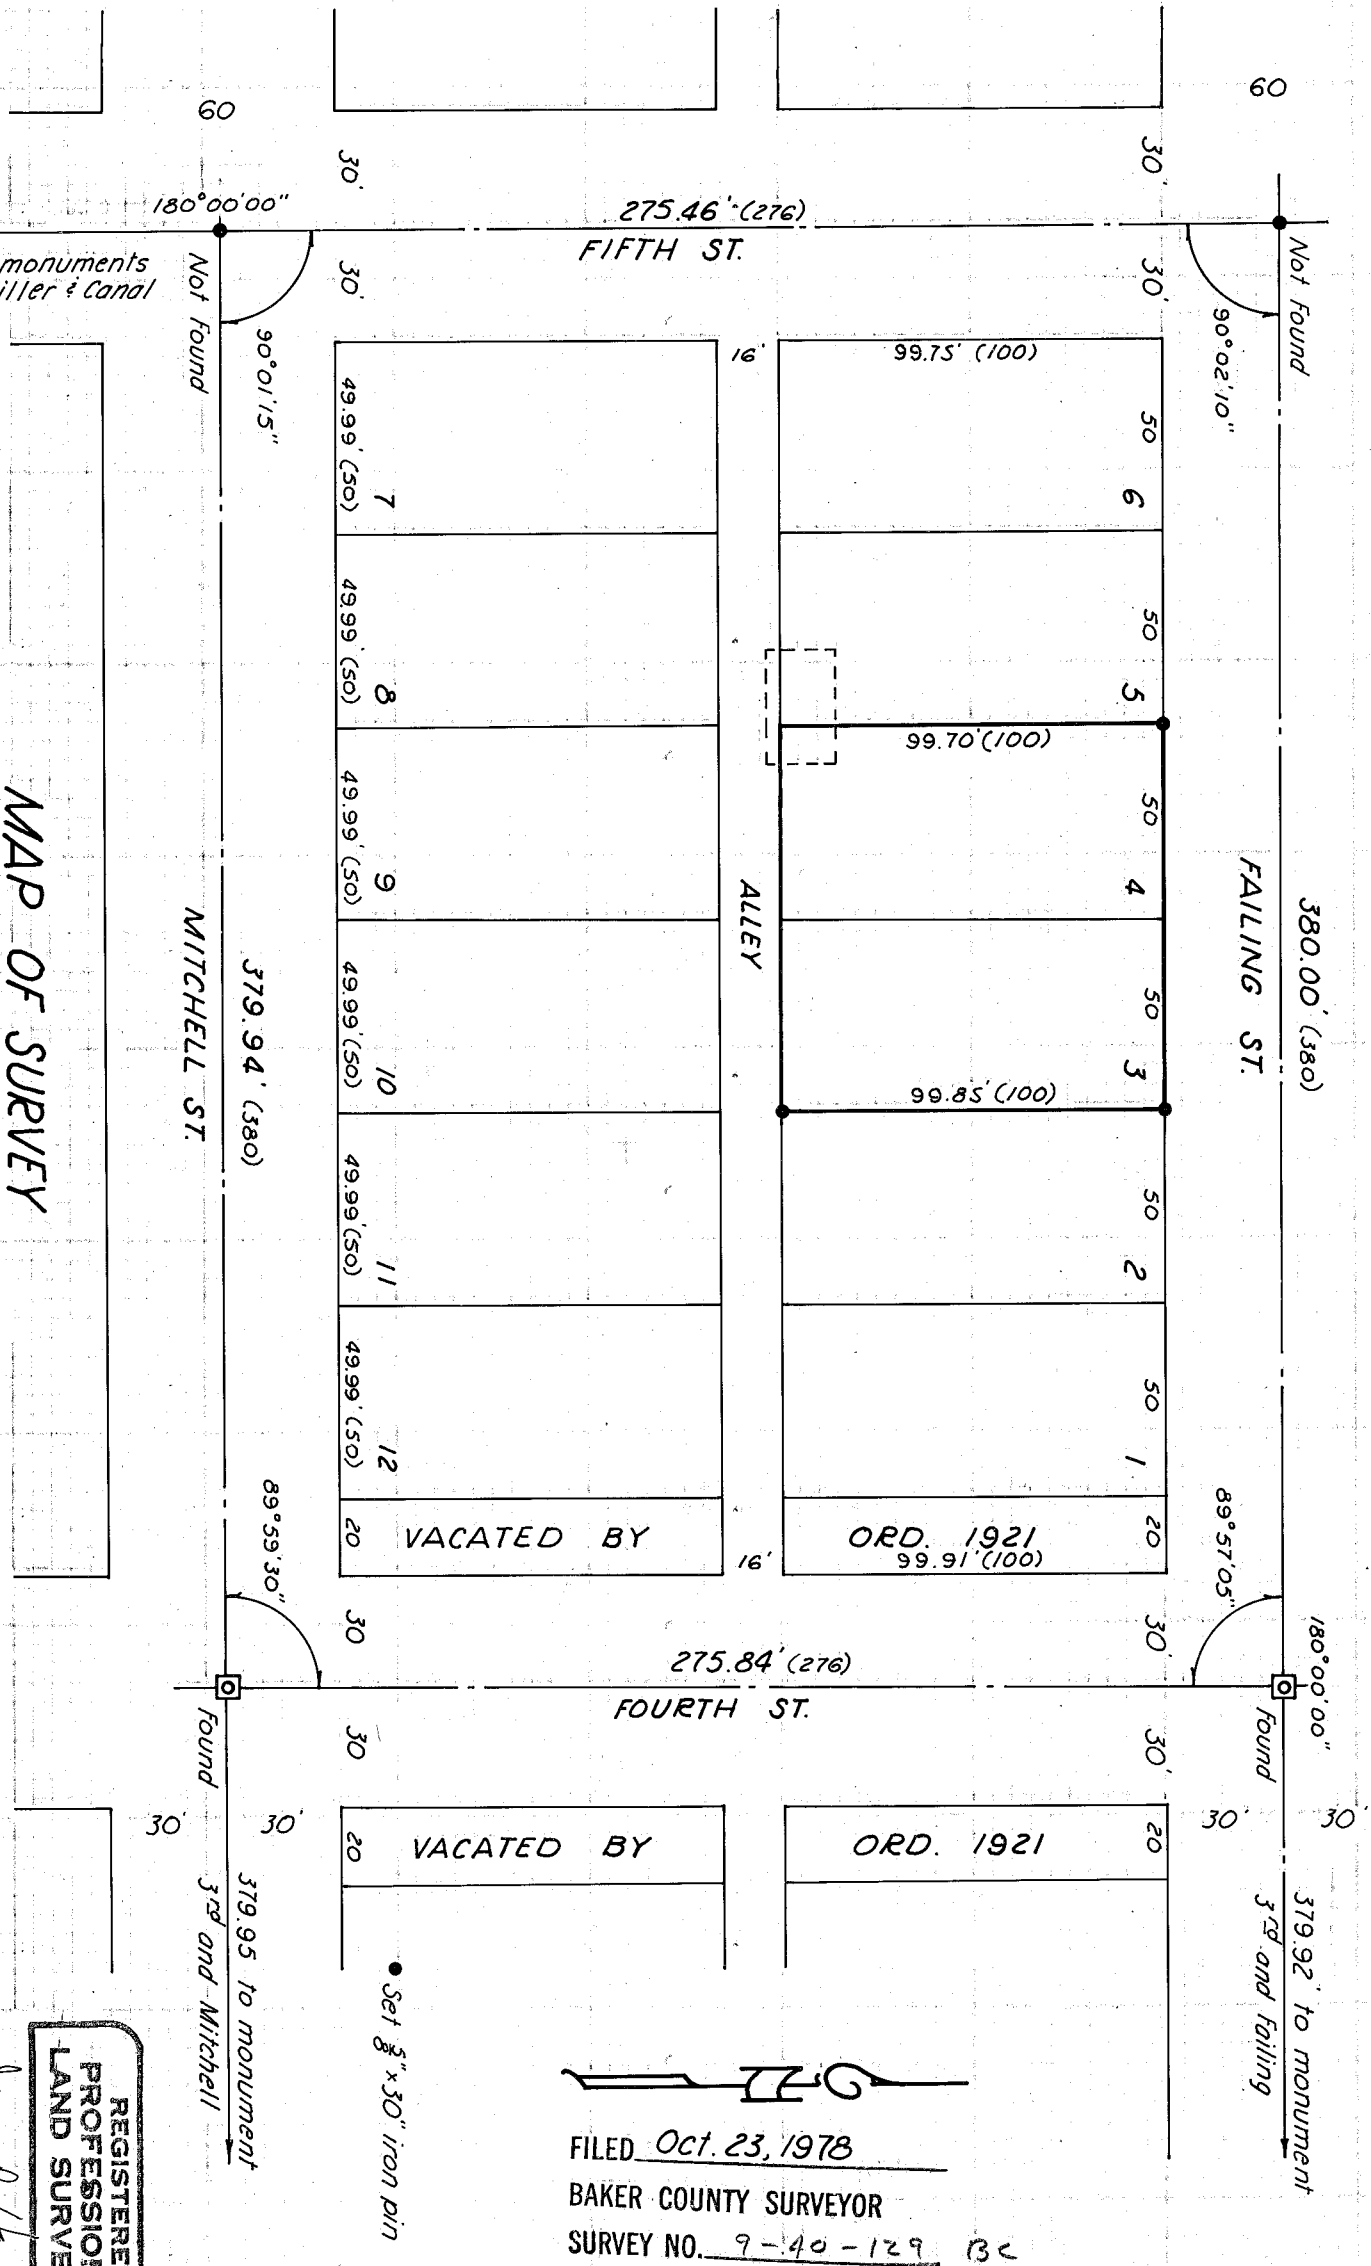 60
60
30'
30'
180°00'00"
275.46' (276)
FIFTH ST.
monuments
iller & Canal
Not Found
30'
30'
Not Found
90°01'15"
90°02'10"
16'
99.75' (100)
49.99' (50)
7
50
6
49.99' (50)
8
50
5
99.70' (100)
49.99' (50)
9
50
4
ALLEY
FAILING ST.
380.00' (380)
MAP OF SURVEY
MITCHELL ST.
379.94' (380)
49.99' (50)
10
50
3
99.85' (100)
49.99' (50)
11
50
2
49.99' (50)
12
50
1
89°59'30"
89°57'05"
20
VACATED BY
16'
ORD. 1921
99.91' (100)
20
30
30'
180°00'00"
275.84' (276)
FOURTH ST.
Found
30
30'
Found
30'
30'
30'
30'
20
VACATED BY
ORD. 1921
20
379.95 to monument
3rd and Mitchell
379.92' to monument
3rd and Failing
Set 5/8" x 30" iron pin
N
FILED Oct. 23, 1978
BAKER COUNTY SURVEYOR
SURVEY NO. 9-40-129 BC
REGISTERE
PROFESSION
LAND SURVE